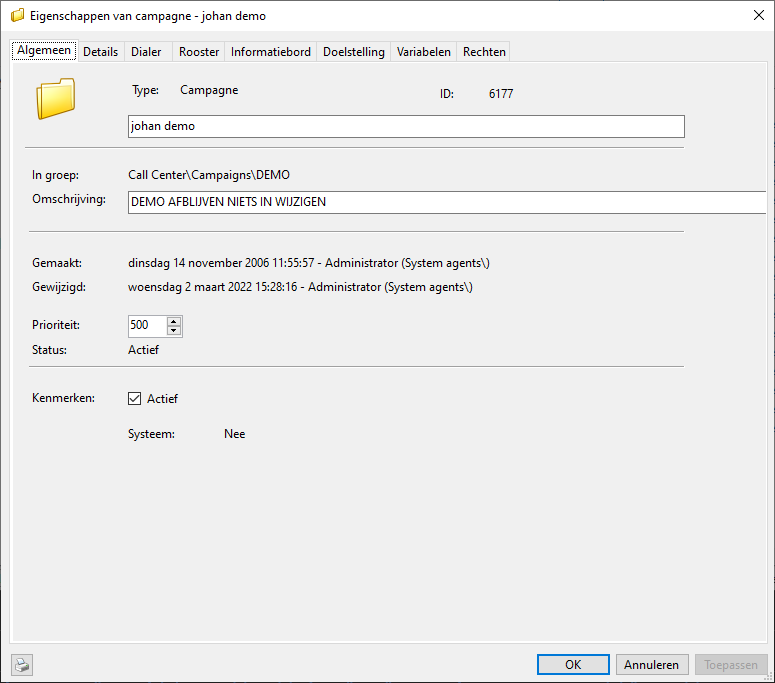 Eigenschappen van campagne - johan demo
Algemeen Details Dialer Rooster Informatiebord Doelstelling Variabelen Rechten
Type: Campagne ID: 6177
johan demo
In groep: Call Center\Campaigns\DEMO
Omschrijving: DEMO AFBLIJVEN NIETS IN WIJZIGEN
Gemaakt: dinsdag 14 november 2006 11:55:57 - Administrator (System agents\)
Gewijzigd: woensdag 2 maart 2022 15:28:16 - Administrator (System agents\)
Prioriteit: 500
Status: Actief
Kenmerken: Actief
Systeem: Nee
OK Annuleren Toepassen